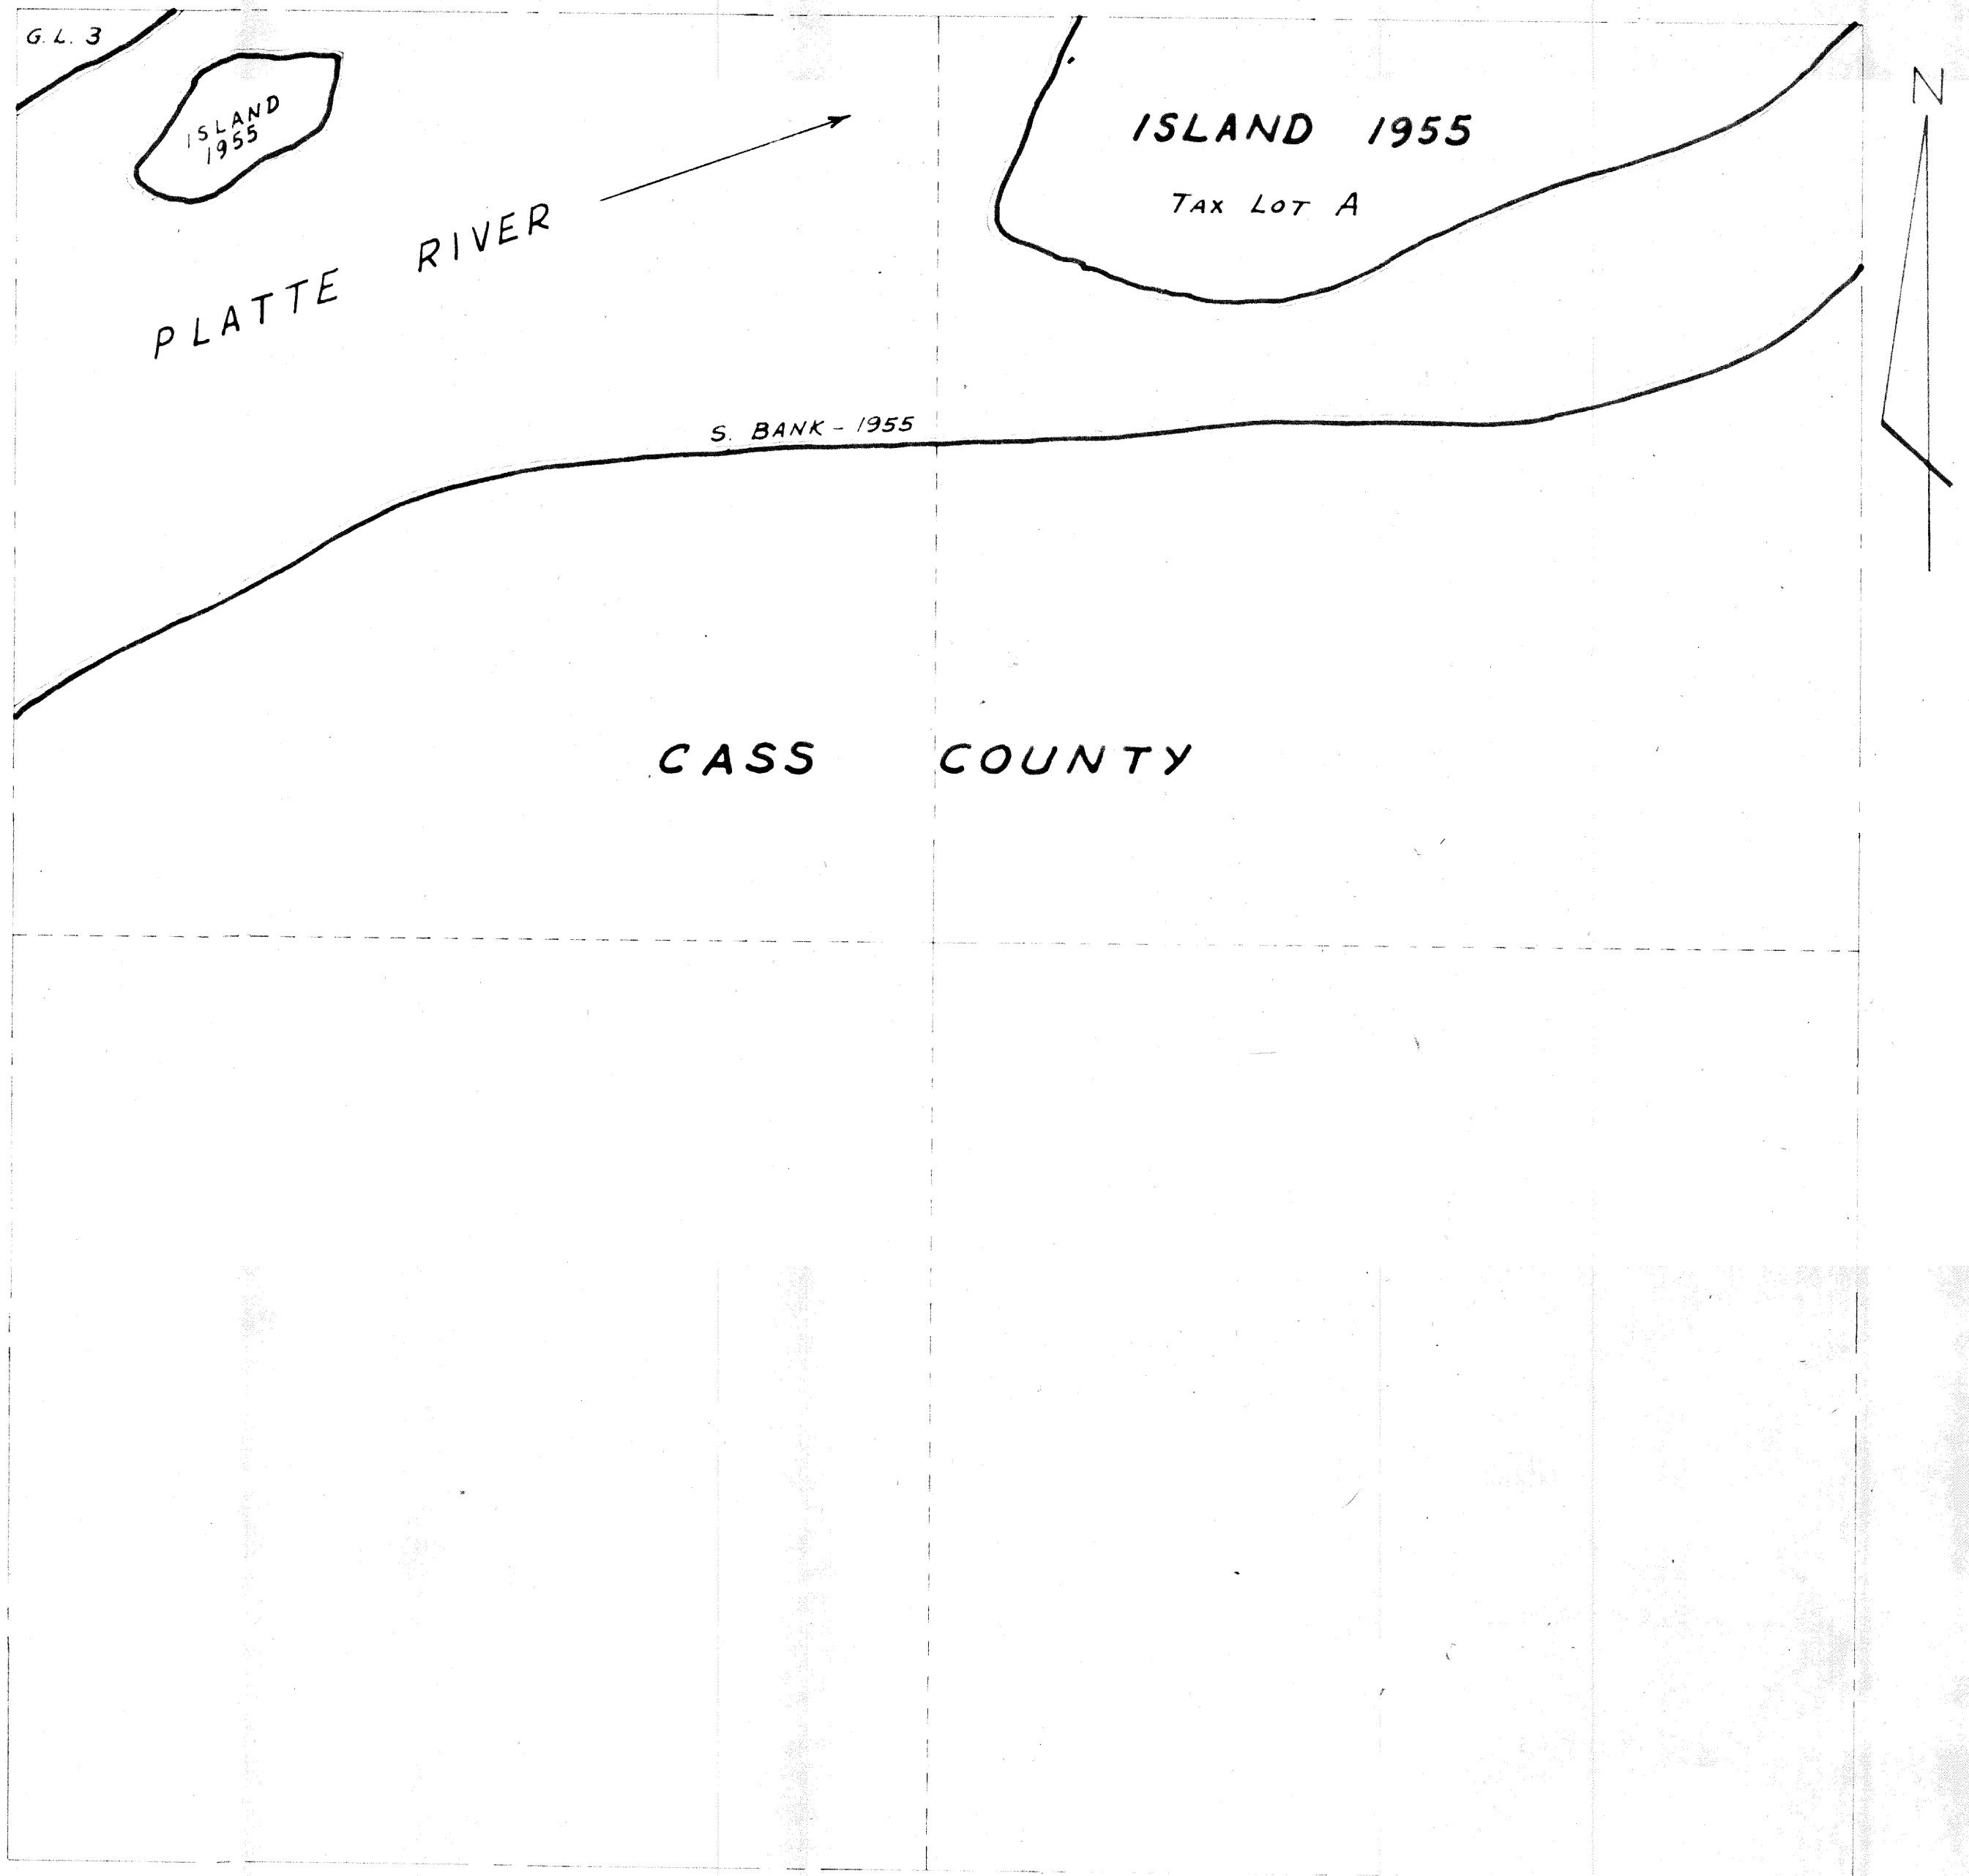 G. L. 3
ISLAND
1955
PLATTE RIVER
ISLAND 1955
TAX LOT A
N
S. BANK - 1955
CASS COUNTY